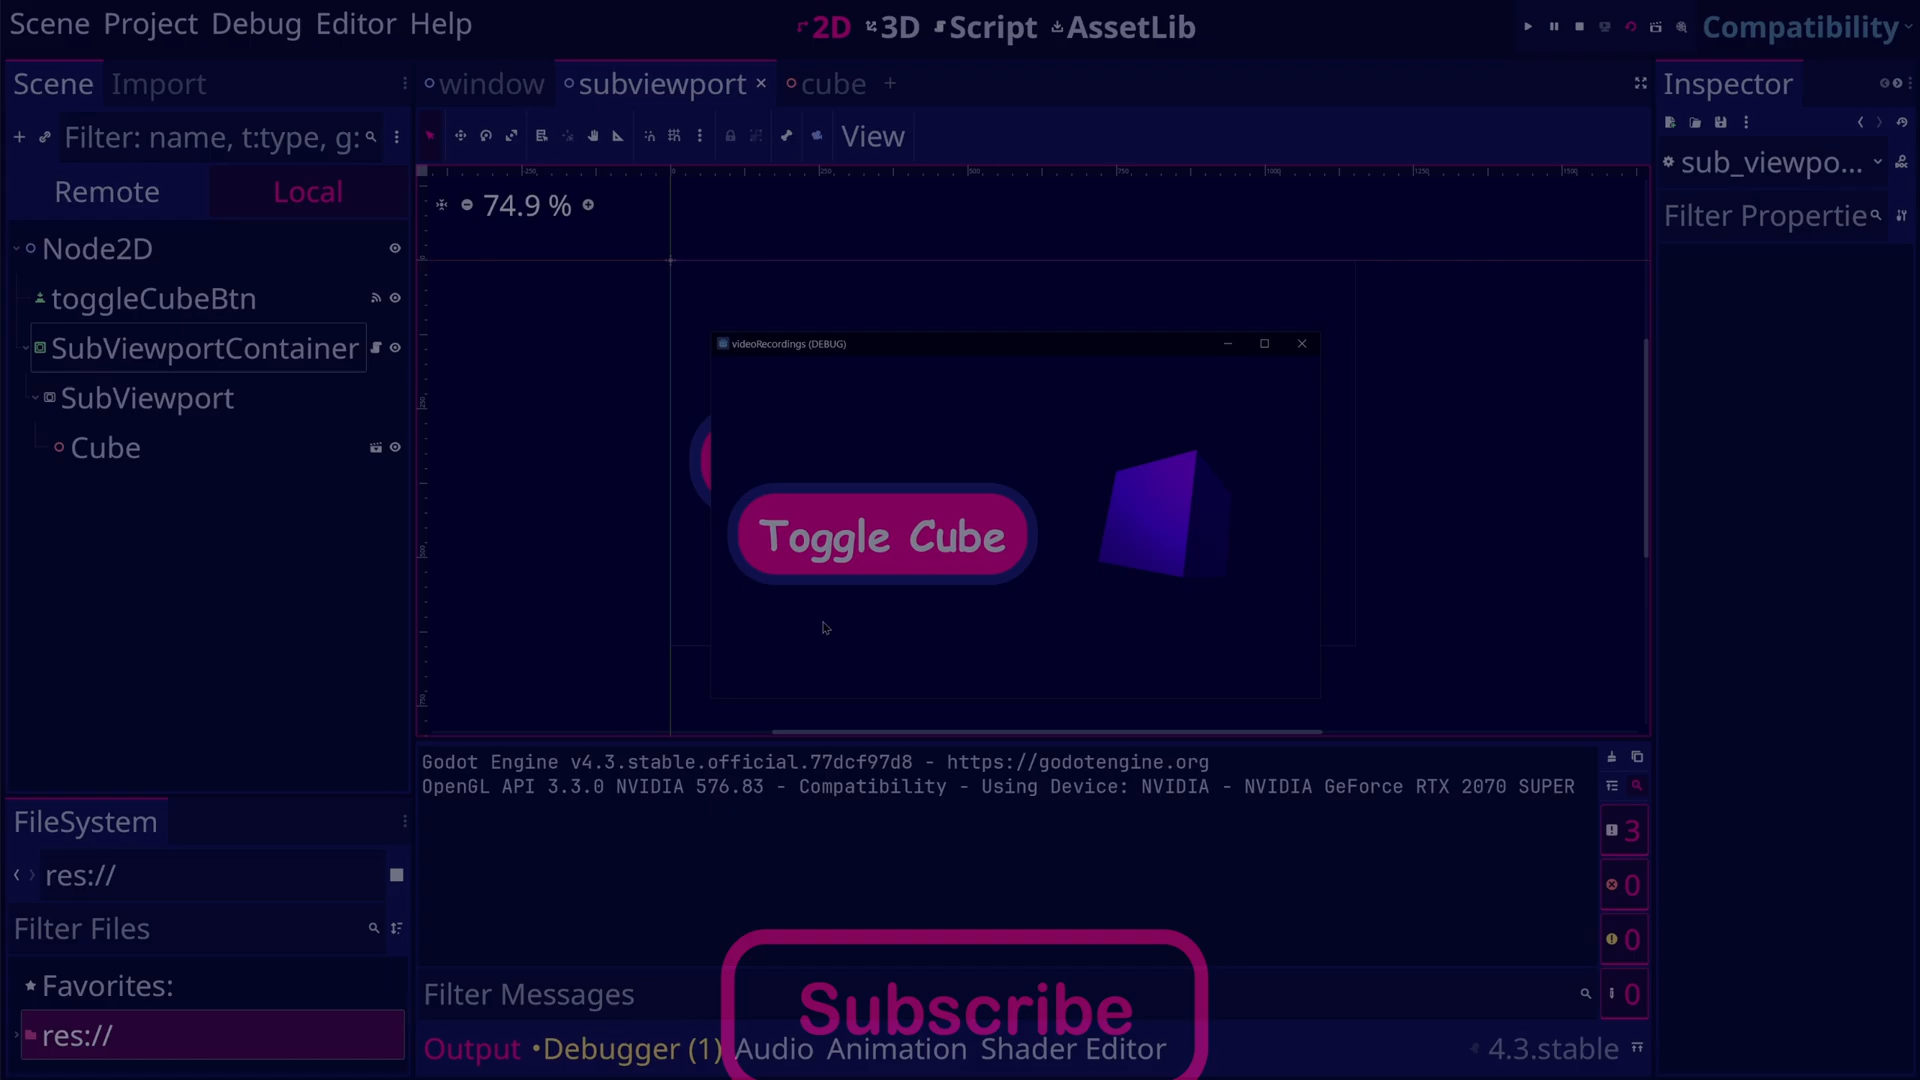 Scene Project Debug Editor Help
2D 3D Script AssetLib
Compatibility
Scene Import
window subviewport cube
Inspector
Filter: name, t:type, g:
View
Remote Local
sub_viewpo...
Filter Propertie
74.9 %
Node2D
toggleCubeBtn
SubViewportContainer
SubViewport
Cube
videoRecordings (DEBUG)
Toggle Cube
Godot Engine v4.3.stable.official.77dcf97d8 - https://godotengine.org
OpenGL API 3.3.0 NVIDIA 576.83 - Compatibility - Using Device: NVIDIA - NVIDIA GeForce RTX 2070 SUPER
3
0
0
0
FileSystem
res://
Filter Files
Favorites:
res://
Filter Messages
Subscribe
Output Debugger (1) Audio Animation Shader Editor
4.3.stable